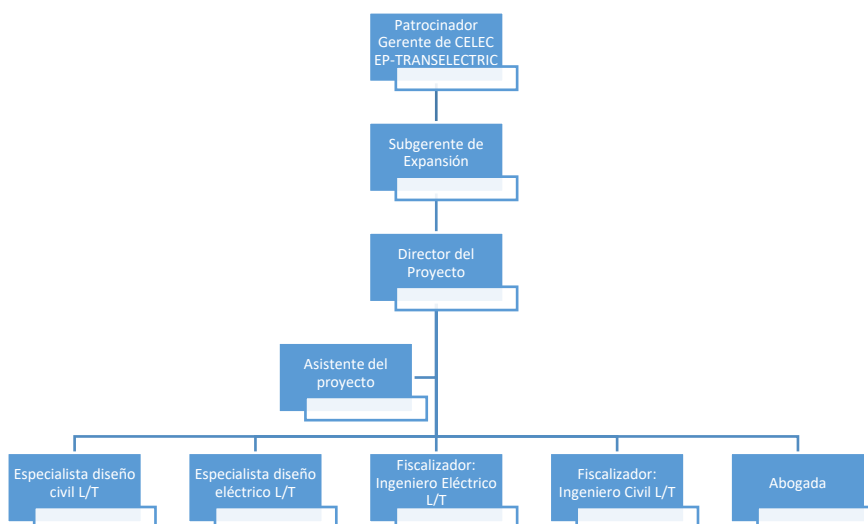 Patrocinador
Gerente de CELEC
EP-TRANSELECTRIC
Subgerente de
Expansión
Director del
Proyecto
Asistente del
proyecto
Especialista diseño
civil L/T
Especialista diseño
eléctrico L/T
Fiscalizador:
Ingeniero Eléctrico
L/T
Fiscalizador:
Ingeniero Civil L/T
Abogada